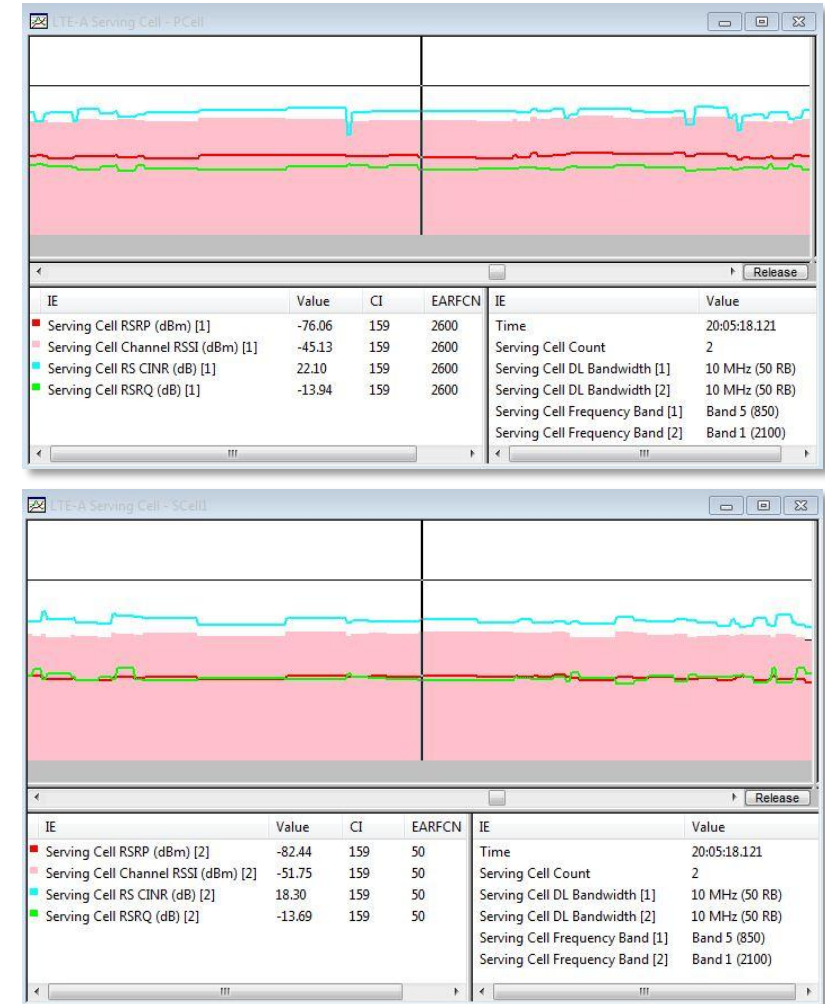 LTE-A Serving Cell - PCell
Release
IE Value CI EARFCN IE Value
Serving Cell RSRP (dBm) [1] -76.06 159 2600 Time 20:05:18.121
Serving Cell Channel RSSI (dBm) [1] -45.13 159 2600 Serving Cell Count 2
Serving Cell RS CINR (dB) [1] 22.10 159 2600 Serving Cell DL Bandwidth [1] 10 MHz (50 RB)
Serving Cell RSRQ (dB) [1] -13.94 159 2600 Serving Cell DL Bandwidth [2] 10 MHz (50 RB)
Serving Cell Frequency Band [1] Band 5 (850)
Serving Cell Frequency Band [2] Band 1 (2100)
LTE-A Serving Cell - SCell1
Release
IE Value CI EARFCN IE Value
Serving Cell RSRP (dBm) [2] -82.44 159 50 Time 20:05:18.121
Serving Cell Channel RSSI (dBm) [2] -51.75 159 50 Serving Cell Count 2
Serving Cell RS CINR (dB) [2] 18.30 159 50 Serving Cell DL Bandwidth [1] 10 MHz (50 RB)
Serving Cell RSRQ (dB) [2] -13.69 159 50 Serving Cell DL Bandwidth [2] 10 MHz (50 RB)
Serving Cell Frequency Band [1] Band 5 (850)
Serving Cell Frequency Band [2] Band 1 (2100)